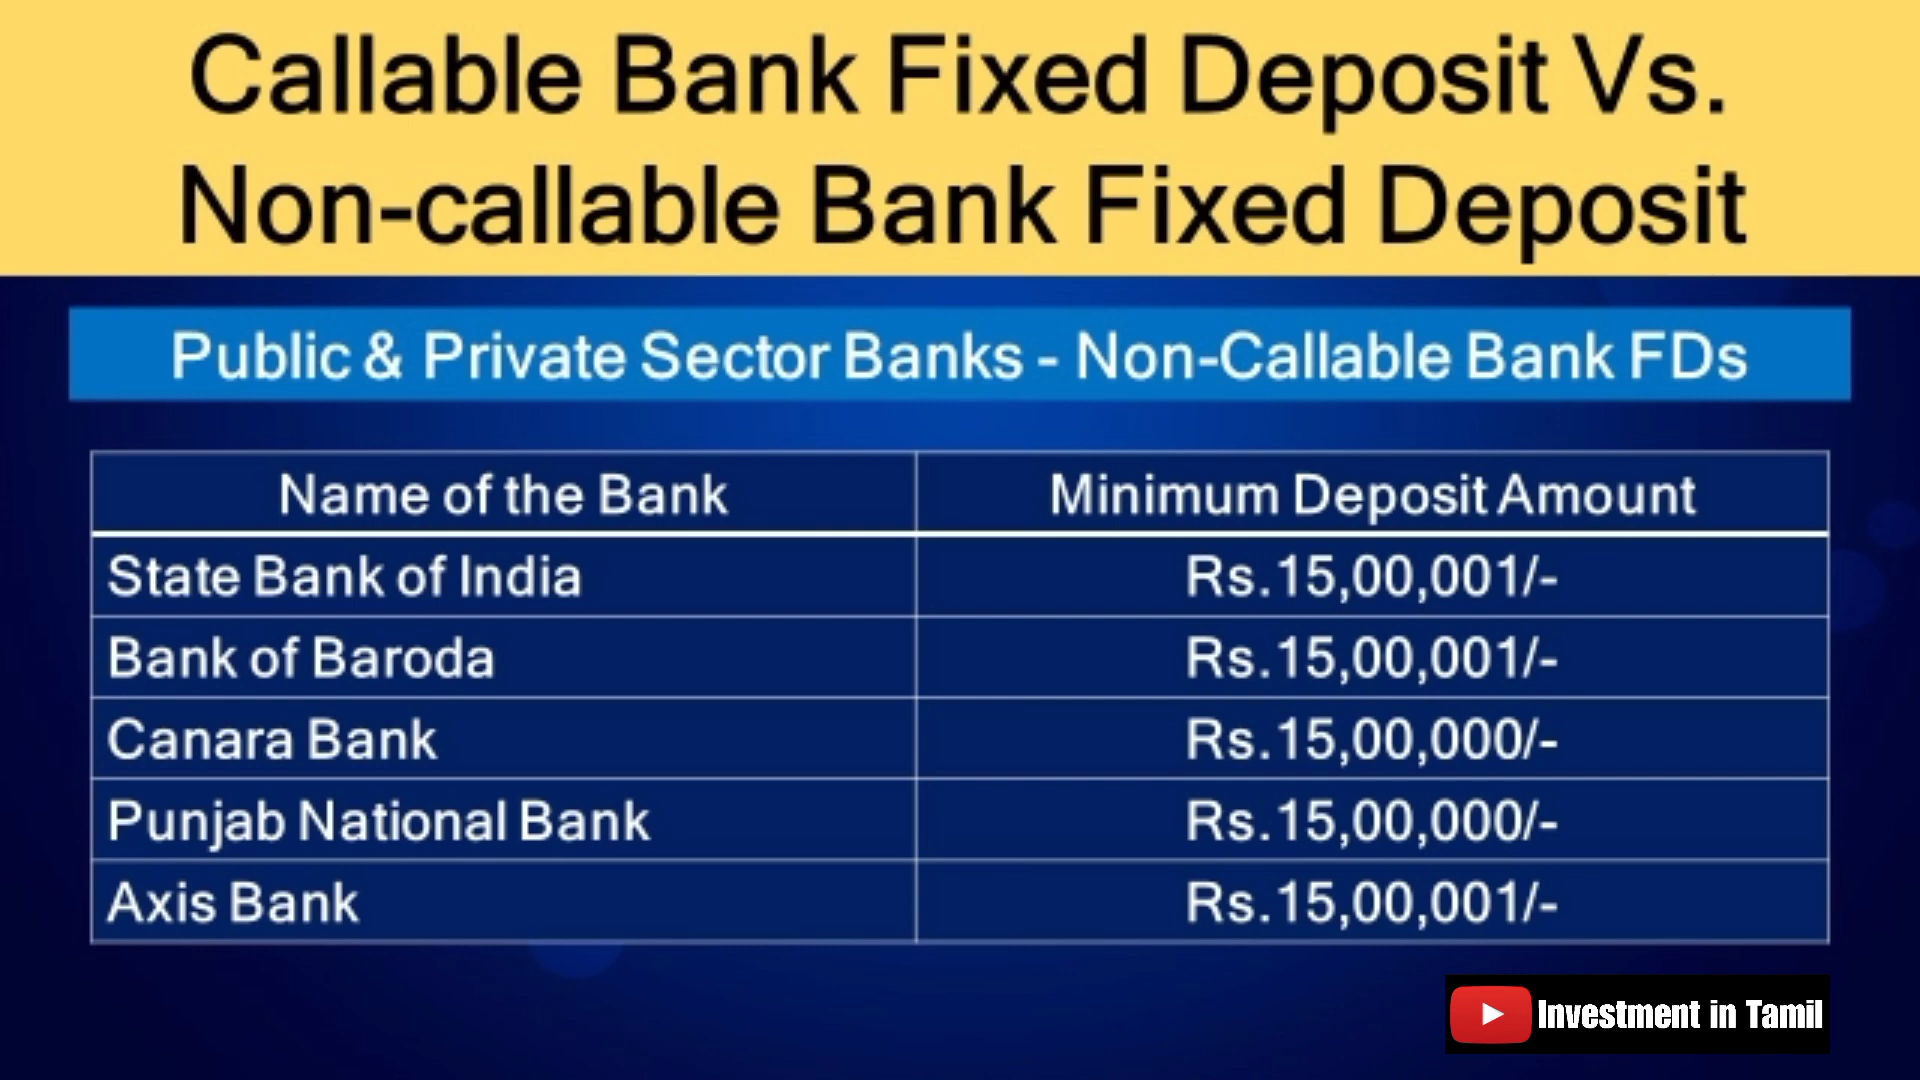 Callable Bank Fixed Deposit Vs.
Non-callable Bank Fixed Deposit
Public & Private Sector Banks - Non-Callable Bank FDs
Name of the Bank Minimum Deposit Amount
State Bank of India Rs.15,00,001/-
Bank of Baroda Rs.15,00,001/-
Canara Bank Rs.15,00,000/-
Punjab National Bank Rs.15,00,000/-
Axis Bank Rs.15,00,001/-
Investment in Tamil